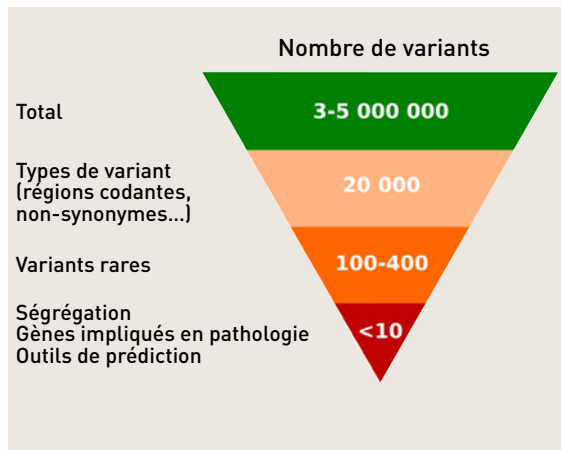 Nombre de variants
Total
3-5 000 000
Types de variant
(régions codantes,
non-synonymes...)
20 000
Variants rares
100-400
Ségrégation
Gènes impliqués en pathologie
Outils de prédiction
<10